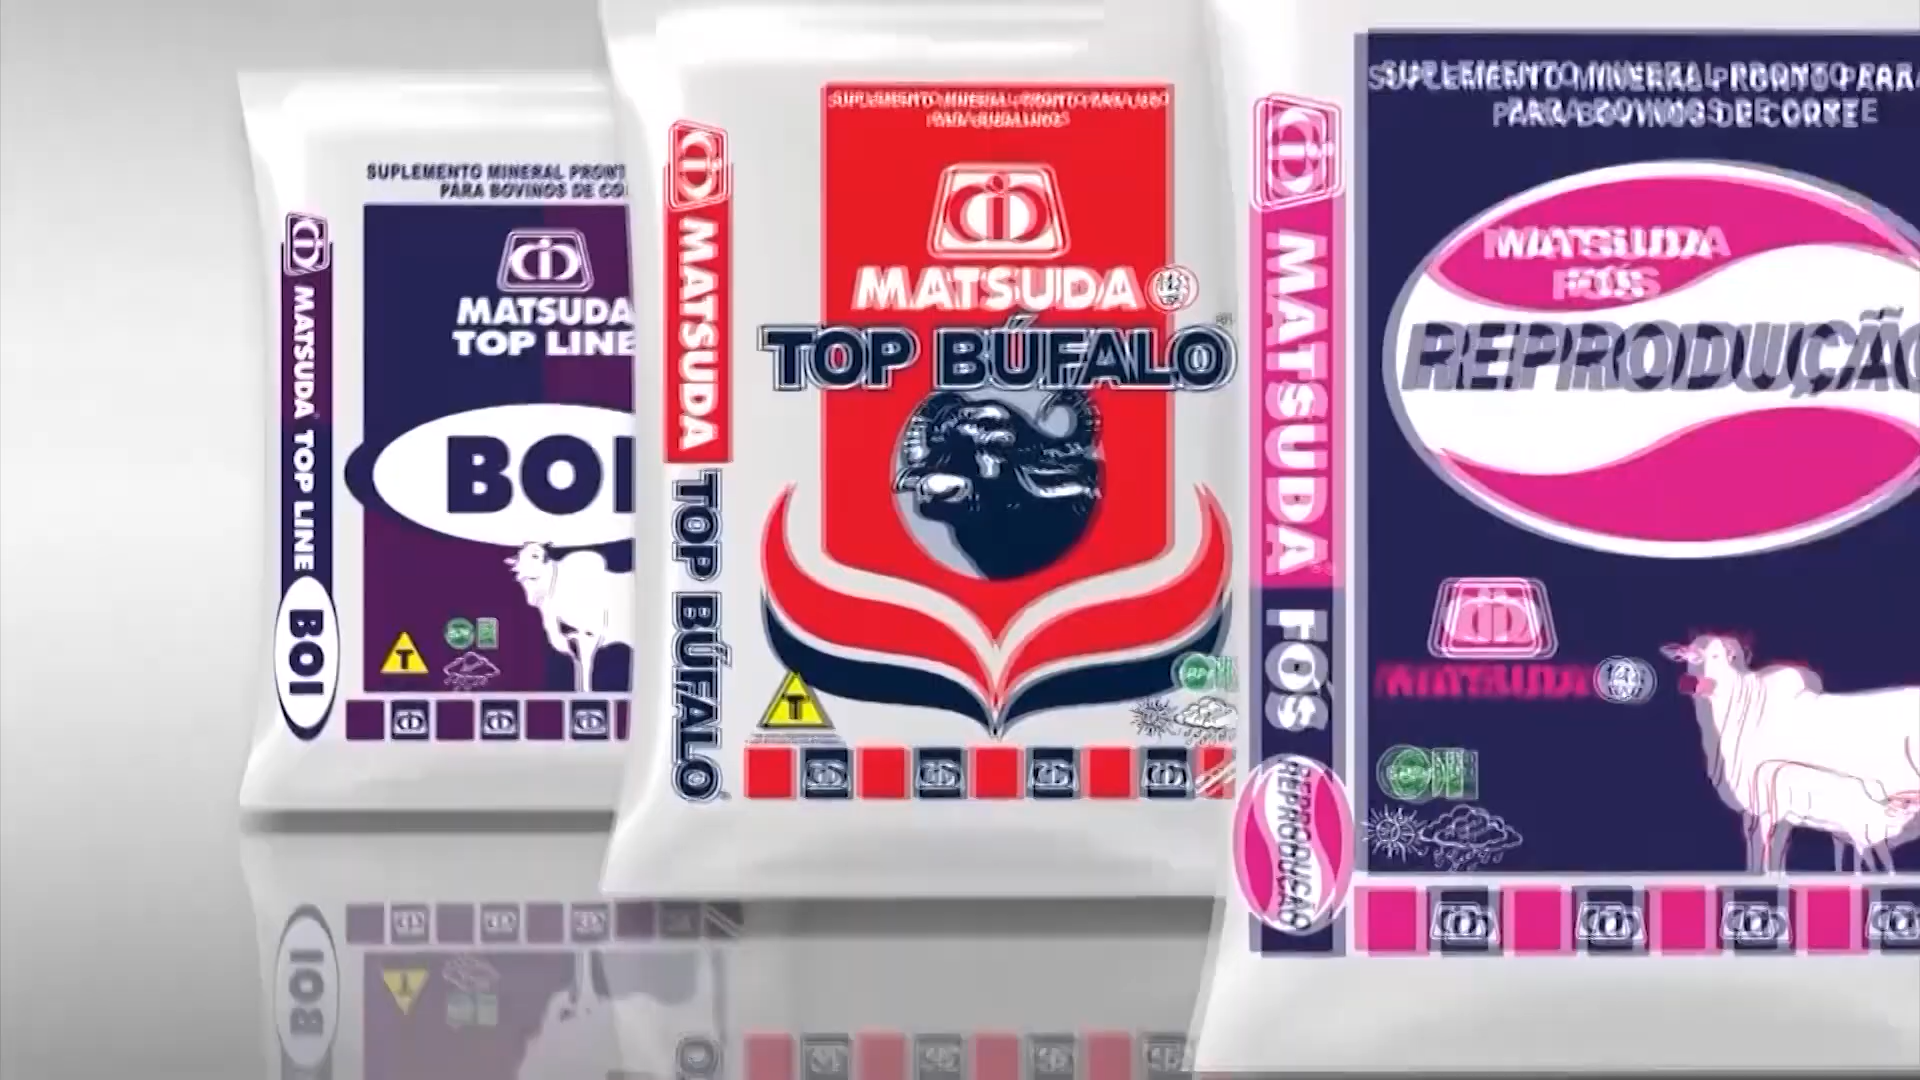 SUPLEMENTO MINERAL PRONT
PARA BOVINOS DE CO
MATSUDA
TOP LINE
BOI
MATSUDA TOP LINE
BOI
T
SUPLEMENTO MINERAL PRONTO PARA USO
PARA BUBALINOS
MATSUDA
TOP BÚFALO
MATSUDA
TOP BÚFALO
T
SUPLEMENTO MINERAL PRONTO PARA
PARA BOVINOS DE CORTE
MATSUDA
FÓS
REPRODUÇÃO
MATSUDA
MATSUDA FÓS
REPRODUÇÃO
BOI